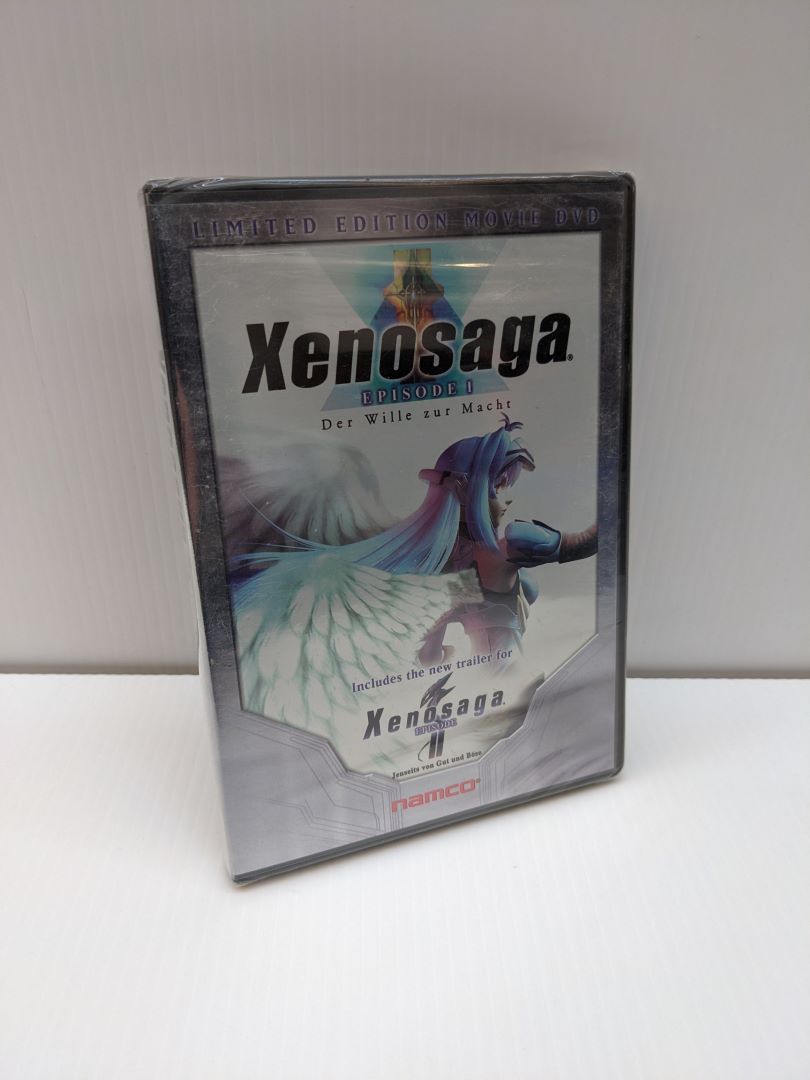 LIMITED EDITION MOVIE DVD
Xenosaga®
EPISODE I
Der Wille zur Macht
Includes the new trailer for
Xenosaga®
EPISODE
II
Jenseits von Gut und Böse
namco®